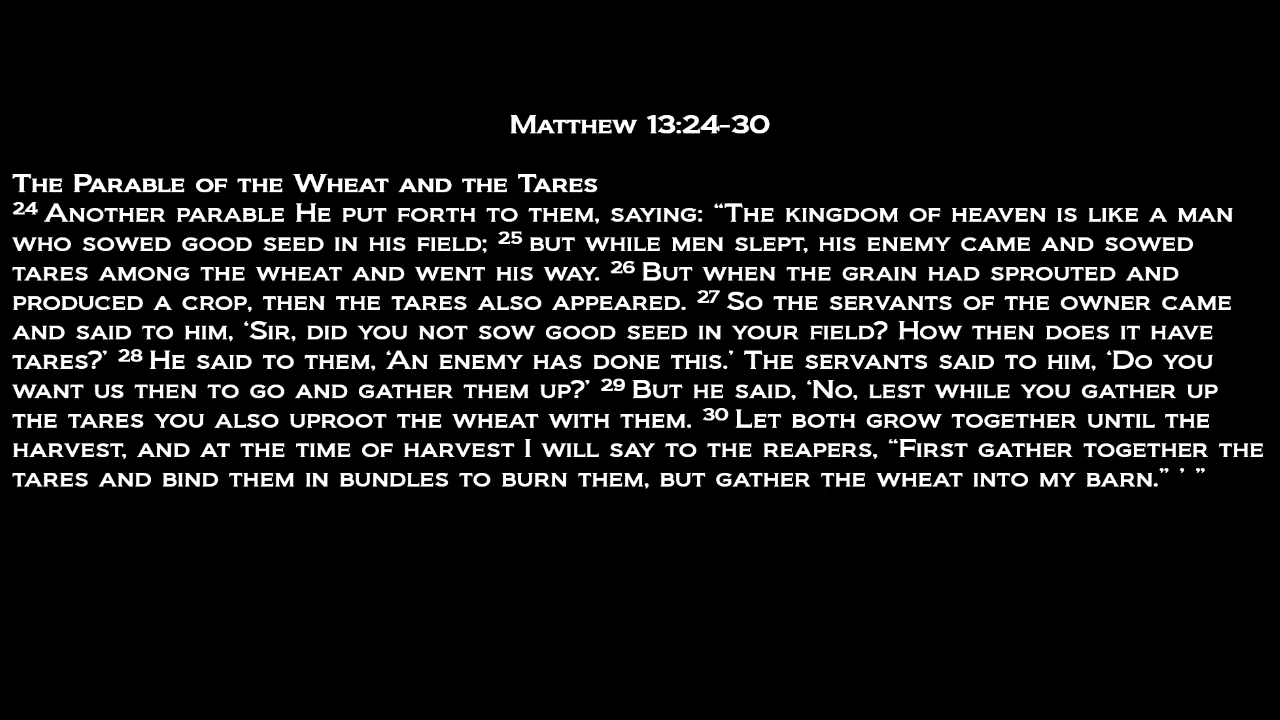 Matthew 13:24-30
The Parable of the Wheat and the Tares
24 Another parable He put forth to them, saying: “The kingdom of heaven is like a man
who sowed good seed in his field; 25 but while men slept, his enemy came and sowed
tares among the wheat and went his way. 26 But when the grain had sprouted and
produced a crop, then the tares also appeared. 27 So the servants of the owner came
and said to him, ‘Sir, did you not sow good seed in your field? How then does it have
tares?’ 28 He said to them, ‘An enemy has done this.’ The servants said to him, ‘Do you
want us then to go and gather them up?’ 29 But he said, ‘No, lest while you gather up
the tares you also uproot the wheat with them. 30 Let both grow together until the
harvest, and at the time of harvest I will say to the reapers, “First gather together the
tares and bind them in bundles to burn them, but gather the wheat into my barn.” ’ ”